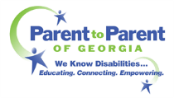 Parent to Parent
OF GEORGIA
We Know Disabilities...
Educating. Connecting. Empowering.